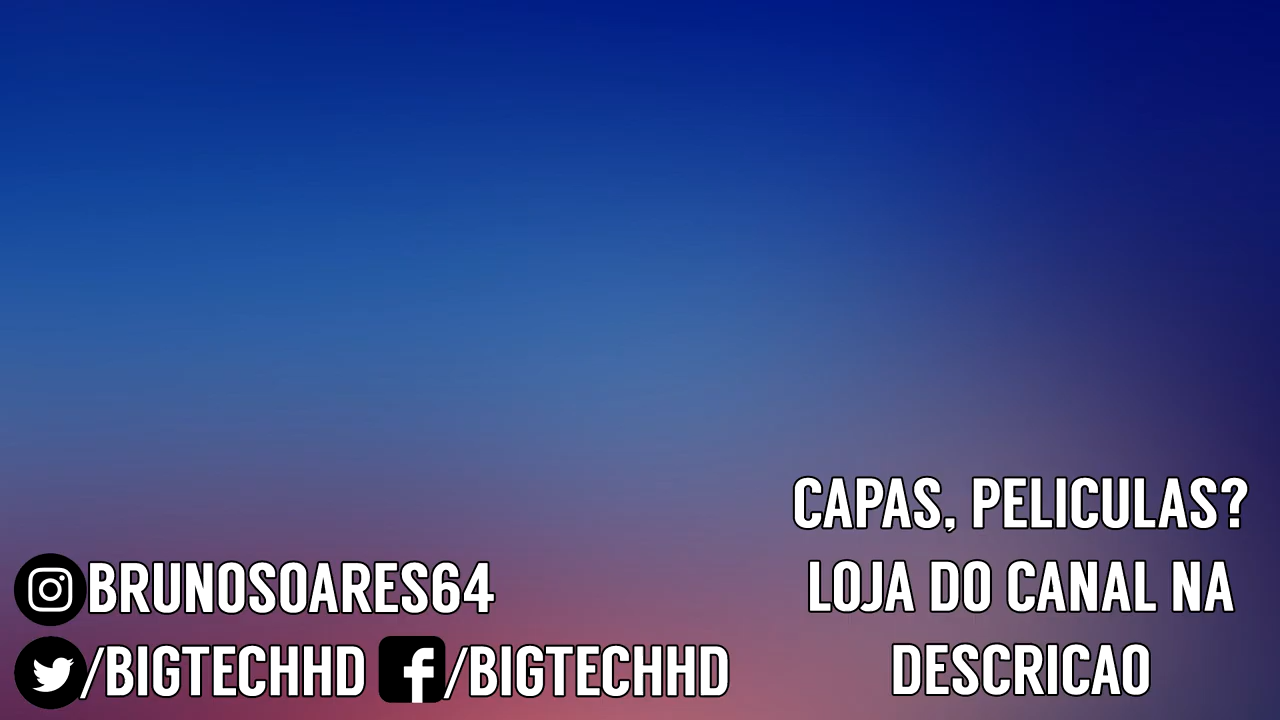 CAPAS, PELICULAS?
LOJA DO CANAL NA
DESCRICAO
BRUNOSOARES64
/BIGTECHHD /BIGTECHHD